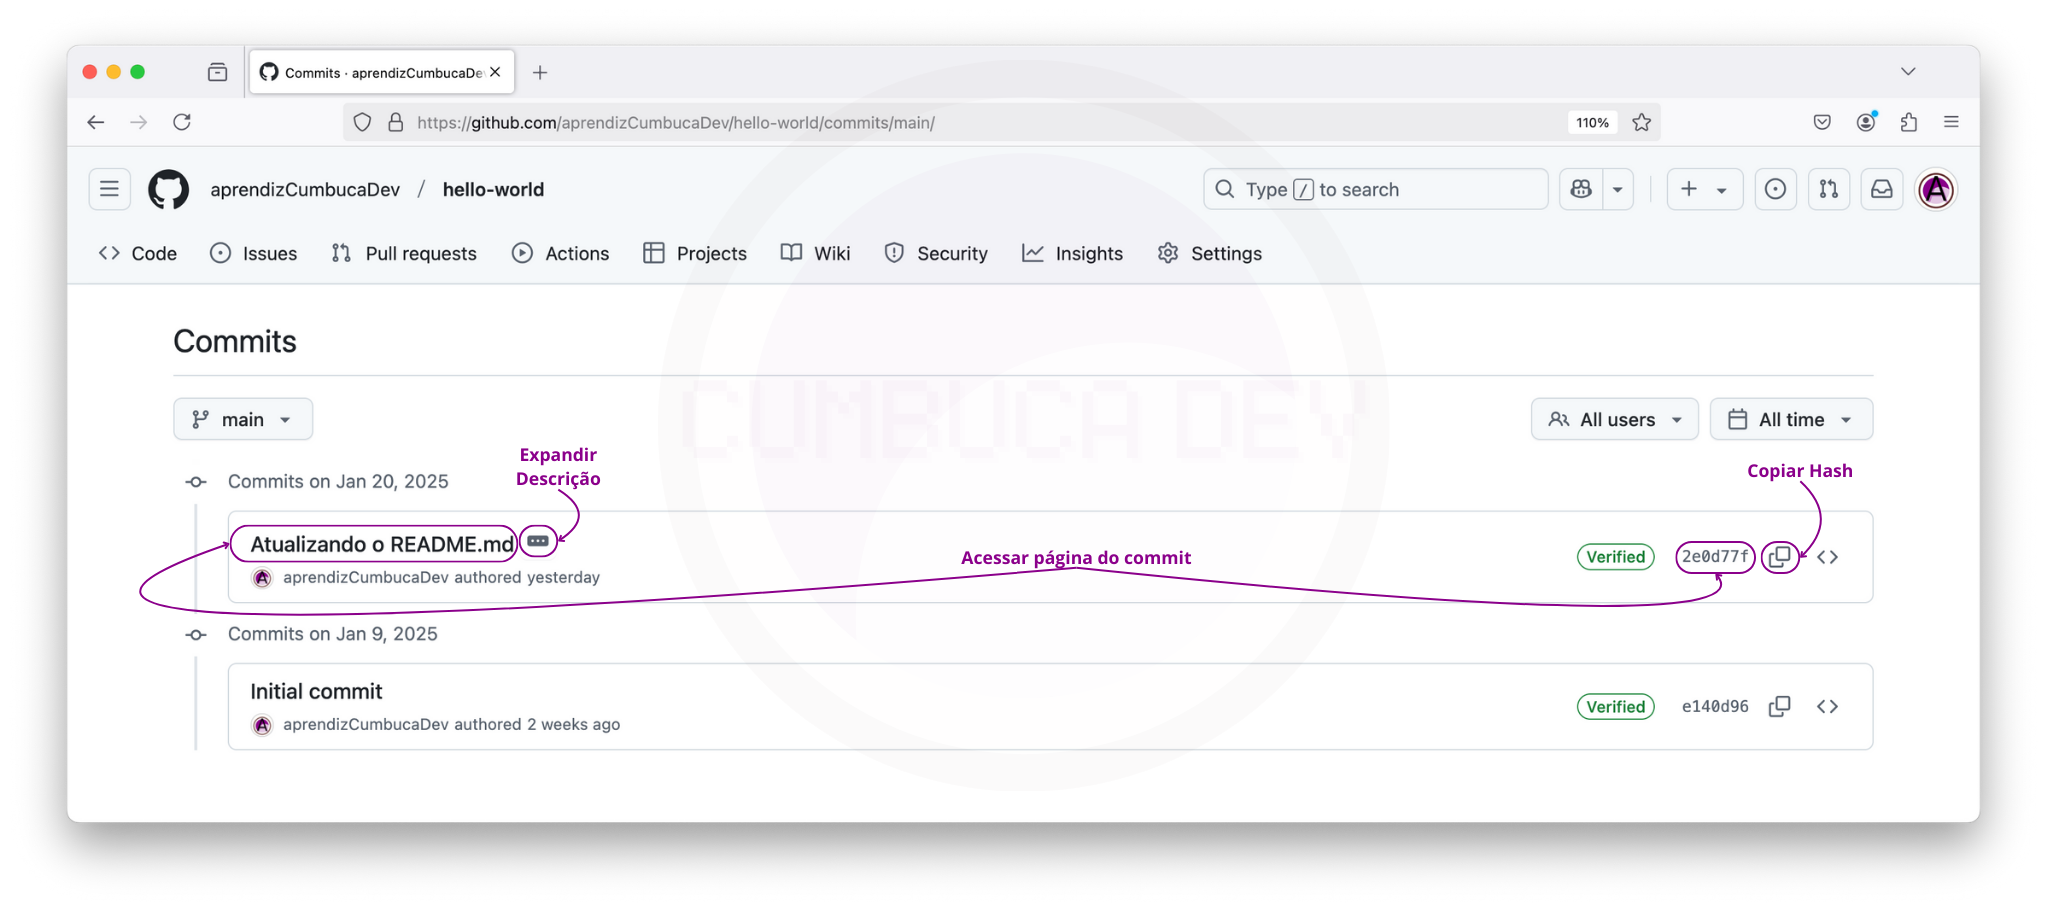 Commits · aprendizCumbucaDe
https://github.com/aprendizCumbucaDev/hello-world/commits/main/
110%
aprendizCumbucaDev / hello-world
Type / to search
Code
Issues
Pull requests
Actions
Projects
Wiki
Security
Insights
Settings
Commits
CUMBUCA DEV
main
All users
All time
Expandir
Descrição
Copiar Hash
Commits on Jan 20, 2025
Atualizando o README.md
Acessar página do commit
Verified
2e0d77f
aprendizCumbucaDev authored yesterday
Commits on Jan 9, 2025
Initial commit
Verified
e140d96
aprendizCumbucaDev authored 2 weeks ago